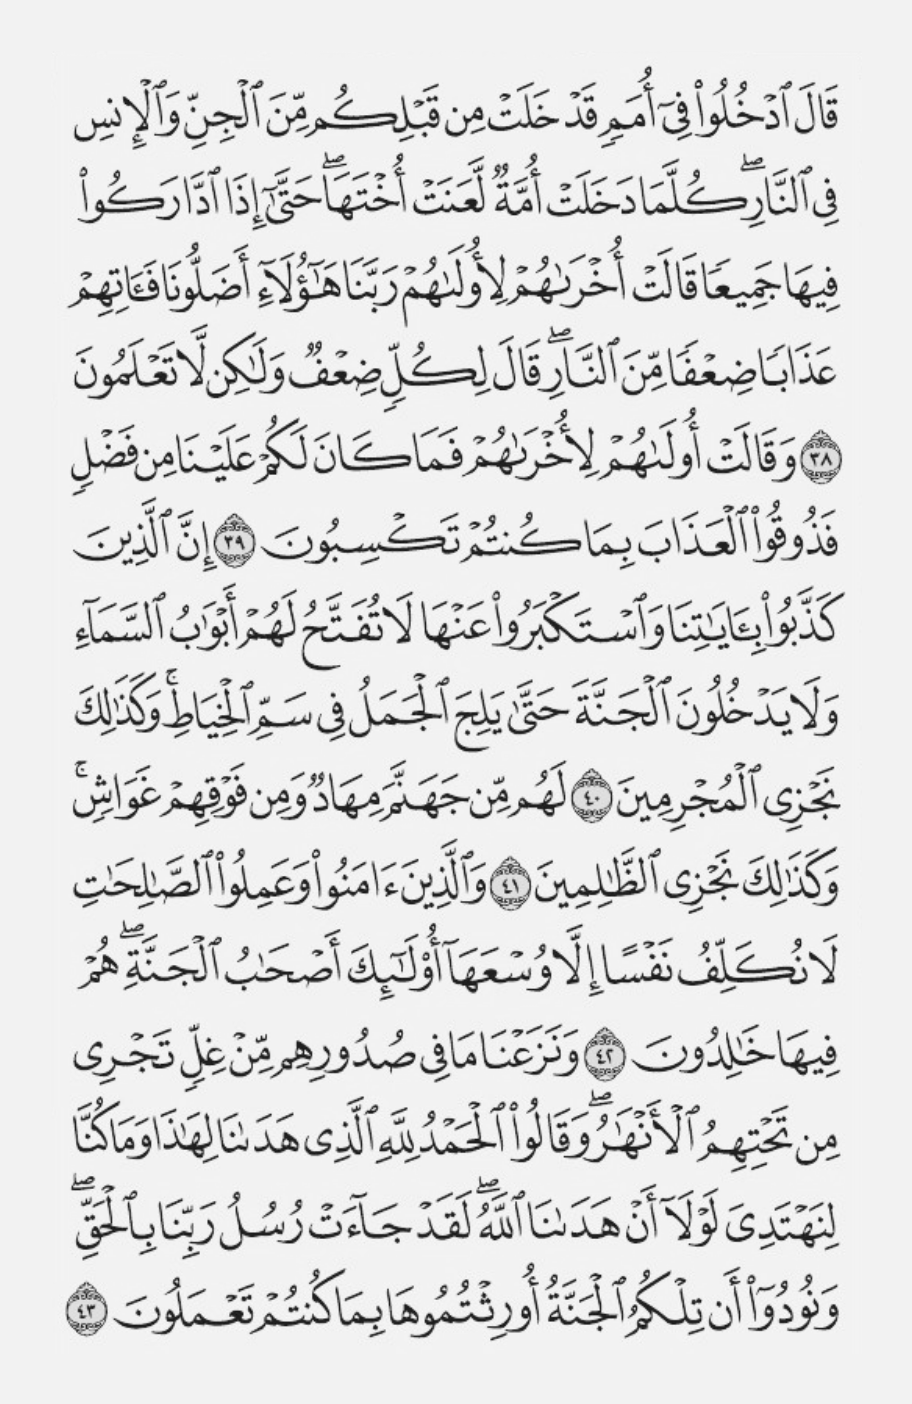 قَالَ ٱدۡخُلُواْ فِيٓ أُمَمٖ قَدۡ خَلَتۡ مِن قَبۡلِكُم مِّنَ ٱلۡجِنِّ وَٱلۡإِنسِ
فِي ٱلنَّارِۖ كُلَّمَا دَخَلَتۡ أُمَّةٞ لَّعَنَتۡ أُخۡتَهَاۖ حَتَّىٰٓ إِذَا ٱدَّارَكُواْ
فِيهَا جَمِيعٗا قَالَتۡ أُخۡرَىٰهُمۡ لِأُولَىٰهُمۡ رَبَّنَا هَٰٓؤُلَآءِ أَضَلُّونَا فَـَٔاتِهِمۡ
عَذَابٗا ضِعۡفٗا مِّنَ ٱلنَّارِۖ قَالَ لِكُلّٖ ضِعۡفٞ وَلَٰكِن لَّا تَعۡلَمُونَ
٣٨ وَقَالَتۡ أُولَىٰهُمۡ لِأُخۡرَىٰهُمۡ فَمَا كَانَ لَكُمۡ عَلَيۡنَا مِن فَضۡلٖ
فَذُوقُواْ ٱلۡعَذَابَ بِمَا كُنتُمۡ تَكۡسِبُونَ ٣٩ إِنَّ ٱلَّذِينَ
كَذَّبُواْ بِـَٔايَٰتِنَا وَٱسۡتَكۡبَرُواْ عَنۡهَا لَا تُفَتَّحُ لَهُمۡ أَبۡوَٰبُ ٱلسَّمَآءِ
وَلَا يَدۡخُلُونَ ٱلۡجَنَّةَ حَتَّىٰ يَلِجَ ٱلۡجَمَلُ فِي سَمِّ ٱلۡخِيَاطِۚ وَكَذَٰلِكَ
نَجۡزِي ٱلۡمُجۡرِمِينَ ٤٠ لَهُم مِّن جَهَنَّمَ مِهَادٞ وَمِن فَوۡقِهِمۡ غَوَاشٖۚ
وَكَذَٰلِكَ نَجۡزِي ٱلظَّٰلِمِينَ ٤١ وَٱلَّذِينَ ءَامَنُواْ وَعَمِلُواْ ٱلصَّٰلِحَٰتِ
لَا نُكَلِّفُ نَفۡسًا إِلَّا وُسۡعَهَآ أُوْلَٰٓئِكَ أَصۡحَٰبُ ٱلۡجَنَّةِۖ هُمۡ
فِيهَا خَٰلِدُونَ ٤٢ وَنَزَعۡنَا مَا فِي صُدُورِهِم مِّنۡ غِلّٖ تَجۡرِي
مِن تَحۡتِهِمُ ٱلۡأَنۡهَٰرُۖ وَقَالُواْ ٱلۡحَمۡدُ لِلَّهِ ٱلَّذِي هَدَىٰنَا لِهَٰذَا وَمَا كُنَّا
لِنَهۡتَدِيَ لَوۡلَآ أَنۡ هَدَىٰنَا ٱللَّهُۖ لَقَدۡ جَآءَتۡ رُسُلُ رَبِّنَا بِٱلۡحَقِّۖ
وَنُودُوٓاْ أَن تِلۡكُمُ ٱلۡجَنَّةُ أُورِثۡتُمُوهَا بِمَا كُنتُمۡ تَعۡمَلُونَ ٤٣